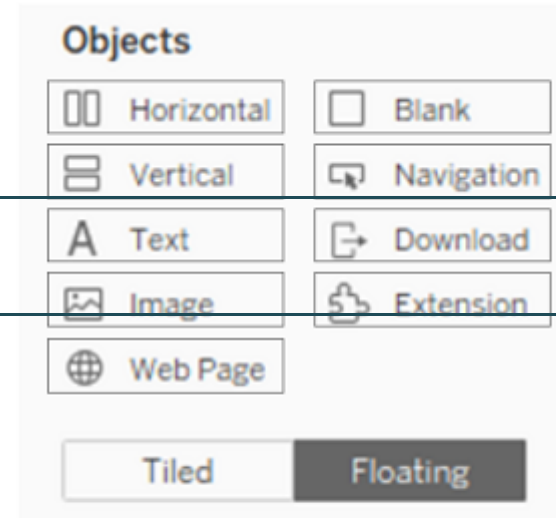 Objects
Horizontal Blank
Vertical Navigation
Text Download
Image Extension
Web Page
Tiled Floating